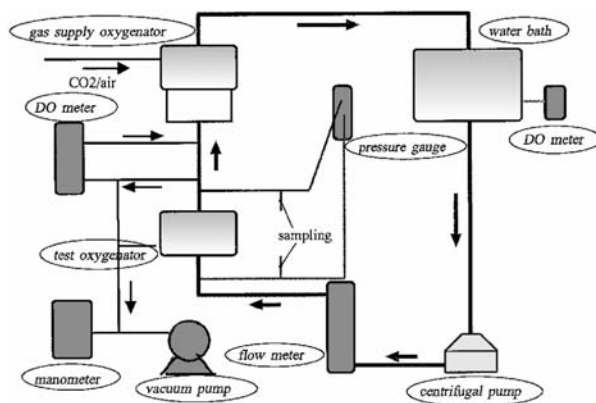 gas supply oxygenator
water bath
CO2/air
DO meter
DO meter
pressure gauge
sampling
test oxygenator
flow meter
manometer
vacuum pump
centrifugal pump